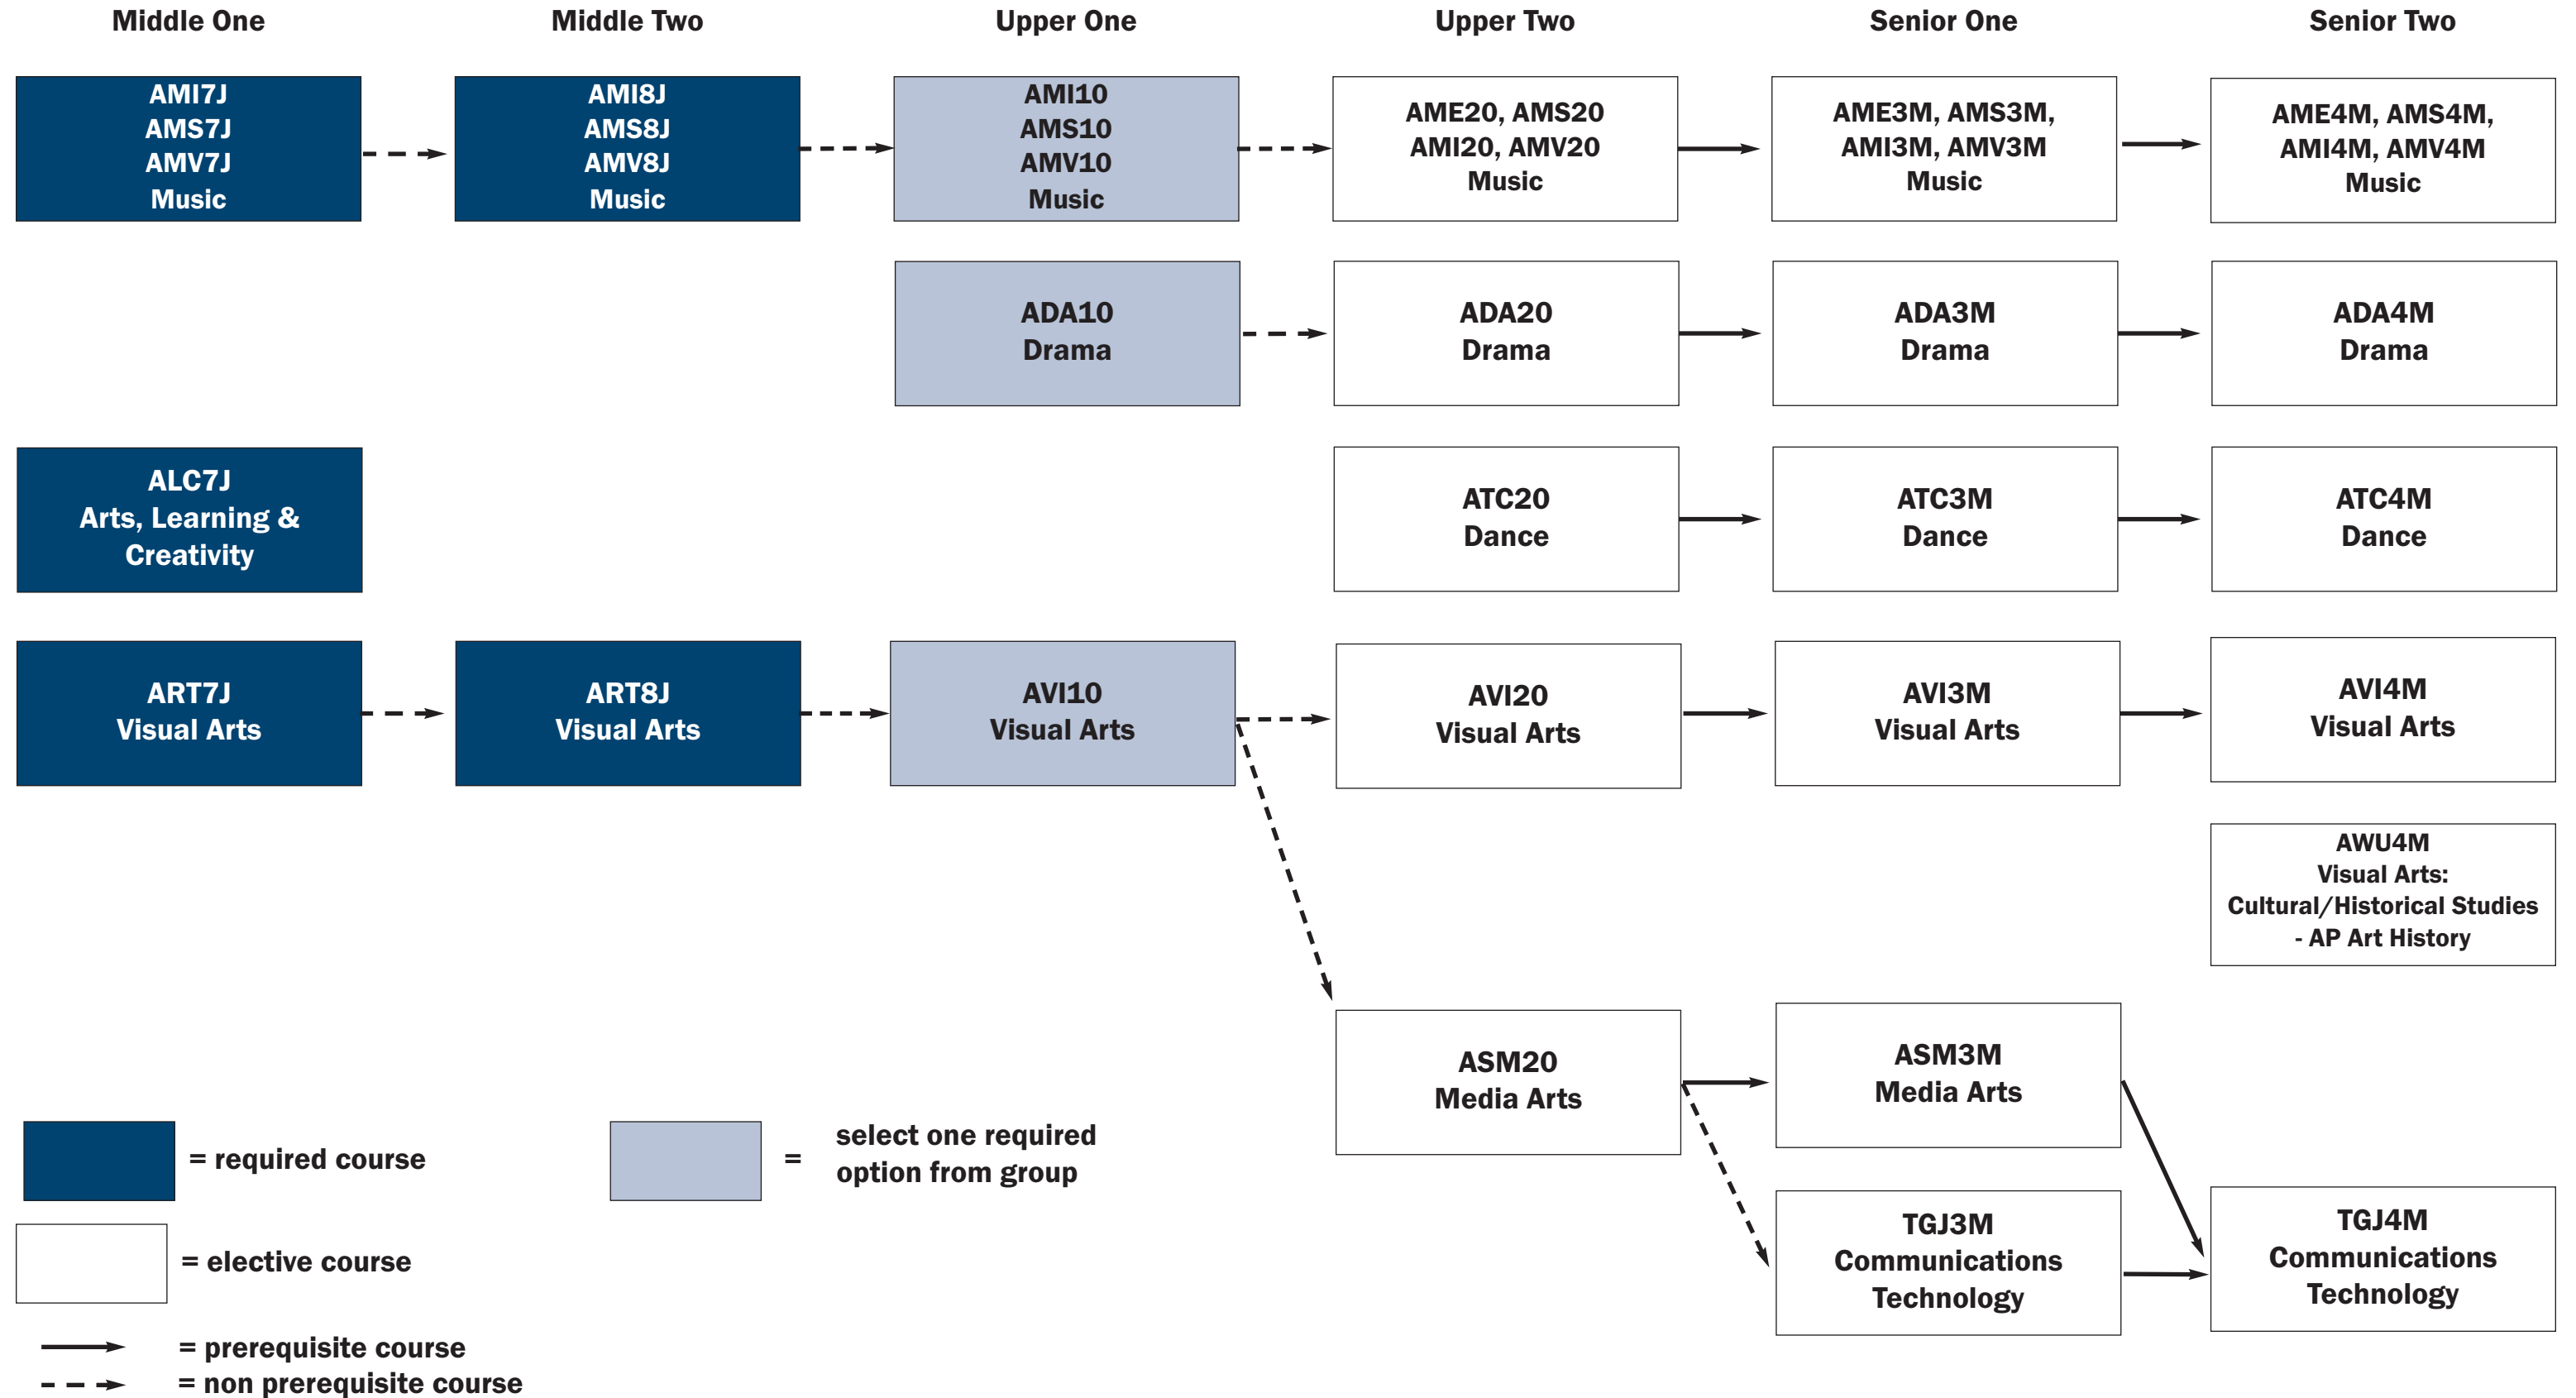 Middle One
Middle Two
Upper One
Upper Two
Senior One
Senior Two
AMI7J
AMS7J
AMV7J
Music
AMI8J
AMS8J
AMV8J
Music
AMI10
AMS10
AMV10
Music
AME20, AMS20
AMI20, AMV20
Music
AME3M, AMS3M,
AMI3M, AMV3M
Music
AME4M, AMS4M,
AMI4M, AMV4M
Music
ADA10
Drama
ADA20
Drama
ADA3M
Drama
ADA4M
Drama
ALC7J
Arts, Learning &
Creativity
ATC20
Dance
ATC3M
Dance
ATC4M
Dance
ART7J
Visual Arts
ART8J
Visual Arts
AVI10
Visual Arts
AVI20
Visual Arts
AVI3M
Visual Arts
AVI4M
Visual Arts
AWU4M
Visual Arts:
Cultural/Historical Studies
- AP Art History
ASM20
Media Arts
ASM3M
Media Arts
TGJ3M
Communications
Technology
TGJ4M
Communications
Technology
= required course
=
select one required
option from group
= elective course
= prerequisite course
= non prerequisite course